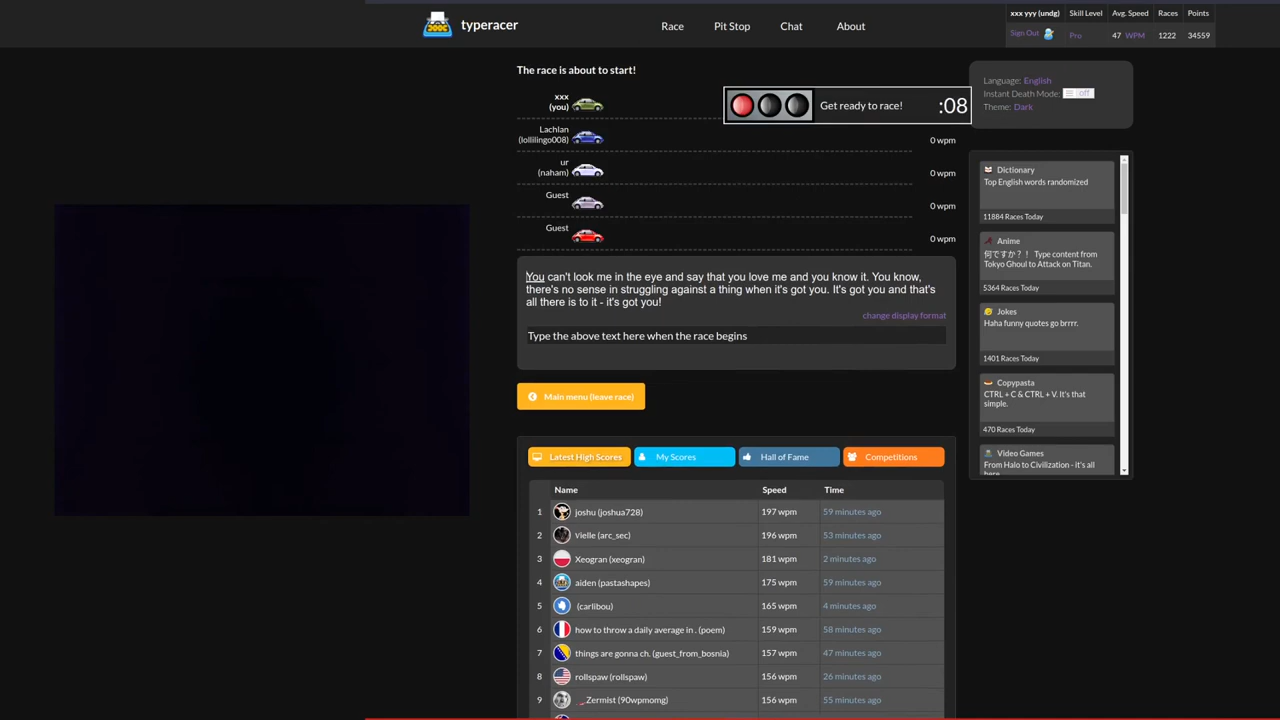 typeracer
Race
Pit Stop
Chat
About
xxx yyy (undg)
Skill Level
Avg. Speed
Races
Points
Sign Out
Pro
47 WPM
1222
34559
The race is about to start!
xxx
(you)
Get ready to race!
:08
Lachlan
(lollilingo008)
0 wpm
ur
(naham)
0 wpm
Guest
0 wpm
Guest
0 wpm
You can't look me in the eye and say that you love me and you know it. You know,
there's no sense in struggling against a thing when it's got you. It's got you and that's
all there is to it - it's got you!
change display format
Type the above text here when the race begins
Main menu (leave race)
Latest High Scores
My Scores
Hall of Fame
Competitions
Name Speed Time
1 joshu (joshua728) 197 wpm 59 minutes ago
2 Vielle (arc_sec) 196 wpm 53 minutes ago
3 Xeogran (xeogran) 181 wpm 2 minutes ago
4 aiden (pastashapes) 175 wpm 59 minutes ago
5 (carlibou) 165 wpm 4 minutes ago
6 how to throw a daily average in . (poem) 159 wpm 58 minutes ago
7 things are gonna ch. (guest_from_bosnia) 157 wpm 47 minutes ago
8 rollspaw (rollspaw) 156 wpm 26 minutes ago
9 Zermist (90wpmomg) 156 wpm 55 minutes ago
Language: English
Instant Death Mode: off
Theme: Dark
Dictionary
Top English words randomized
11884 Races Today
Anime
何ですか？！ Type content from
Tokyo Ghoul to Attack on Titan.
5364 Races Today
Jokes
Haha funny quotes go brrrr.
1401 Races Today
Copypasta
CTRL + C & CTRL + V. It's that
simple.
470 Races Today
Video Games
From Halo to Civilization - it's all
here